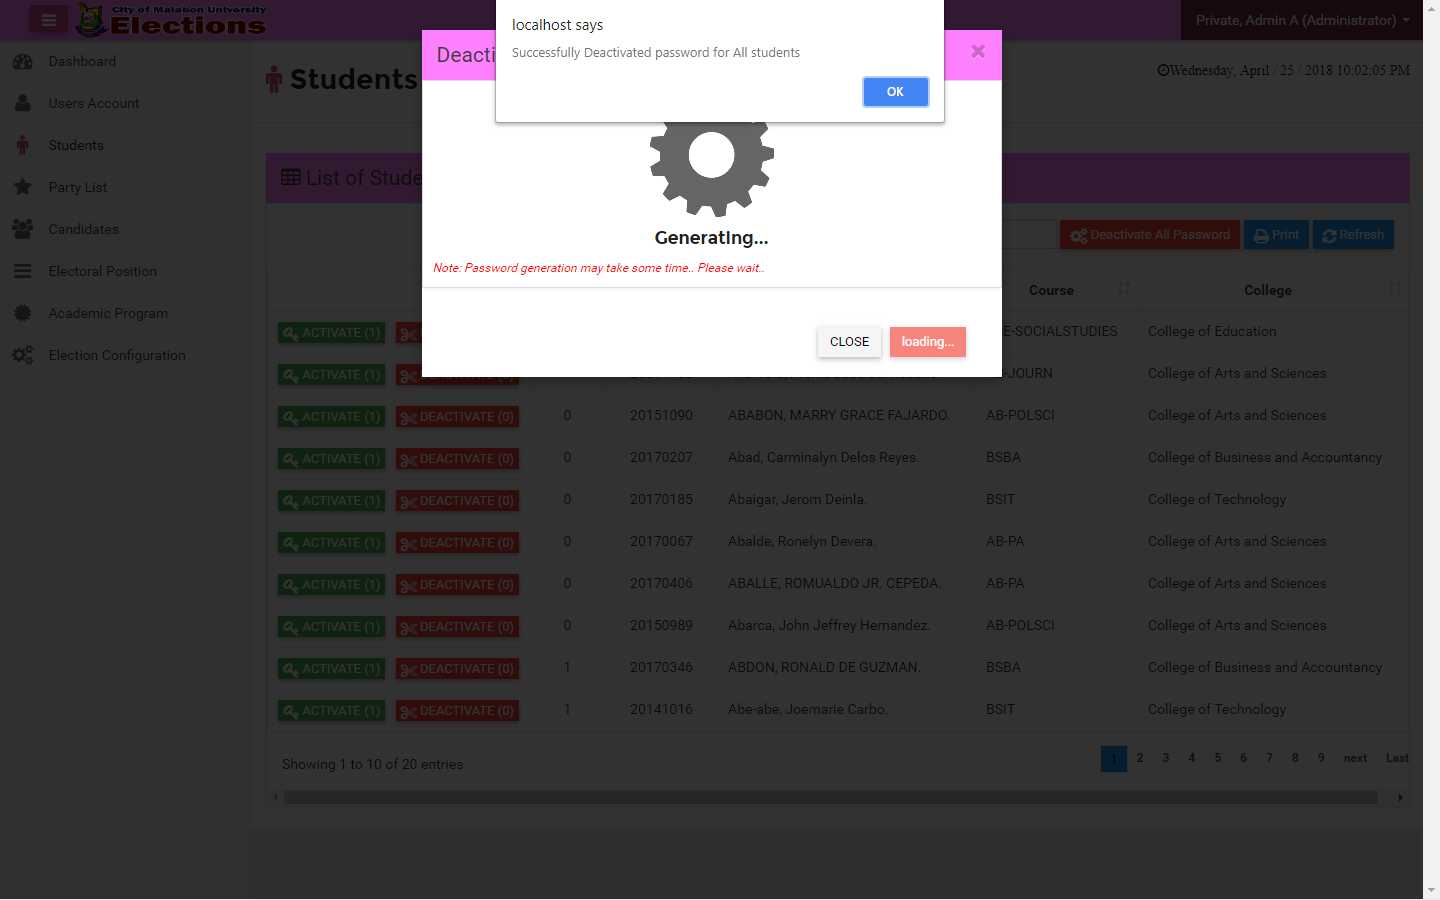 City of Malabon University
Elections
Private, Admin A (Administrator)
localhost says
Successfully Deactivated password for All students
OK
Deacti
×
Dashboard
Users Account
Students
Party List
Candidates
Electoral Position
Academic Program
Election Configuration
Students
Wednesday, April / 25 / 2018 10:02:05 PM
List of Stude
Generating...
Note: Password generation may take some time.. Please wait..
CLOSE
loading...
Deactivate All Password
Print
Refresh
Course
College
ACTIVATE (1)
E-SOCIALSTUDIES College of Education
ACTIVATE (1)
-JOURN College of Arts and Sciences
ACTIVATE (1) DEACTIVATE (0) 0 20151090 ABABON, MARRY GRACE FAJARDO. AB-POLSCI College of Arts and Sciences
ACTIVATE (1) DEACTIVATE (0) 0 20170207 Abad, Carminalyn Delos Reyes. BSBA College of Business and Accountancy
ACTIVATE (1) DEACTIVATE (0) 0 20170185 Abaigar, Jerom Deinla. BSIT College of Technology
ACTIVATE (1) DEACTIVATE (0) 0 20170067 Abalde, Ronelyn Devera. AB-PA College of Arts and Sciences
ACTIVATE (1) DEACTIVATE (0) 0 20170406 ABALLE, ROMUALDO JR. CEPEDA. AB-PA College of Arts and Sciences
ACTIVATE (1) DEACTIVATE (0) 0 20150989 Abarca, John Jeffrey Hernandez. AB-POLSCI College of Arts and Sciences
ACTIVATE (1) DEACTIVATE (0) 1 20170346 ABDON, RONALD DE GUZMAN. BSBA College of Business and Accountancy
ACTIVATE (1) DEACTIVATE (0) 1 20141016 Abe-abe, Joemarie Carbo. BSIT College of Technology
Showing 1 to 10 of 20 entries
1 2 3 4 5 6 7 8 9 next Last